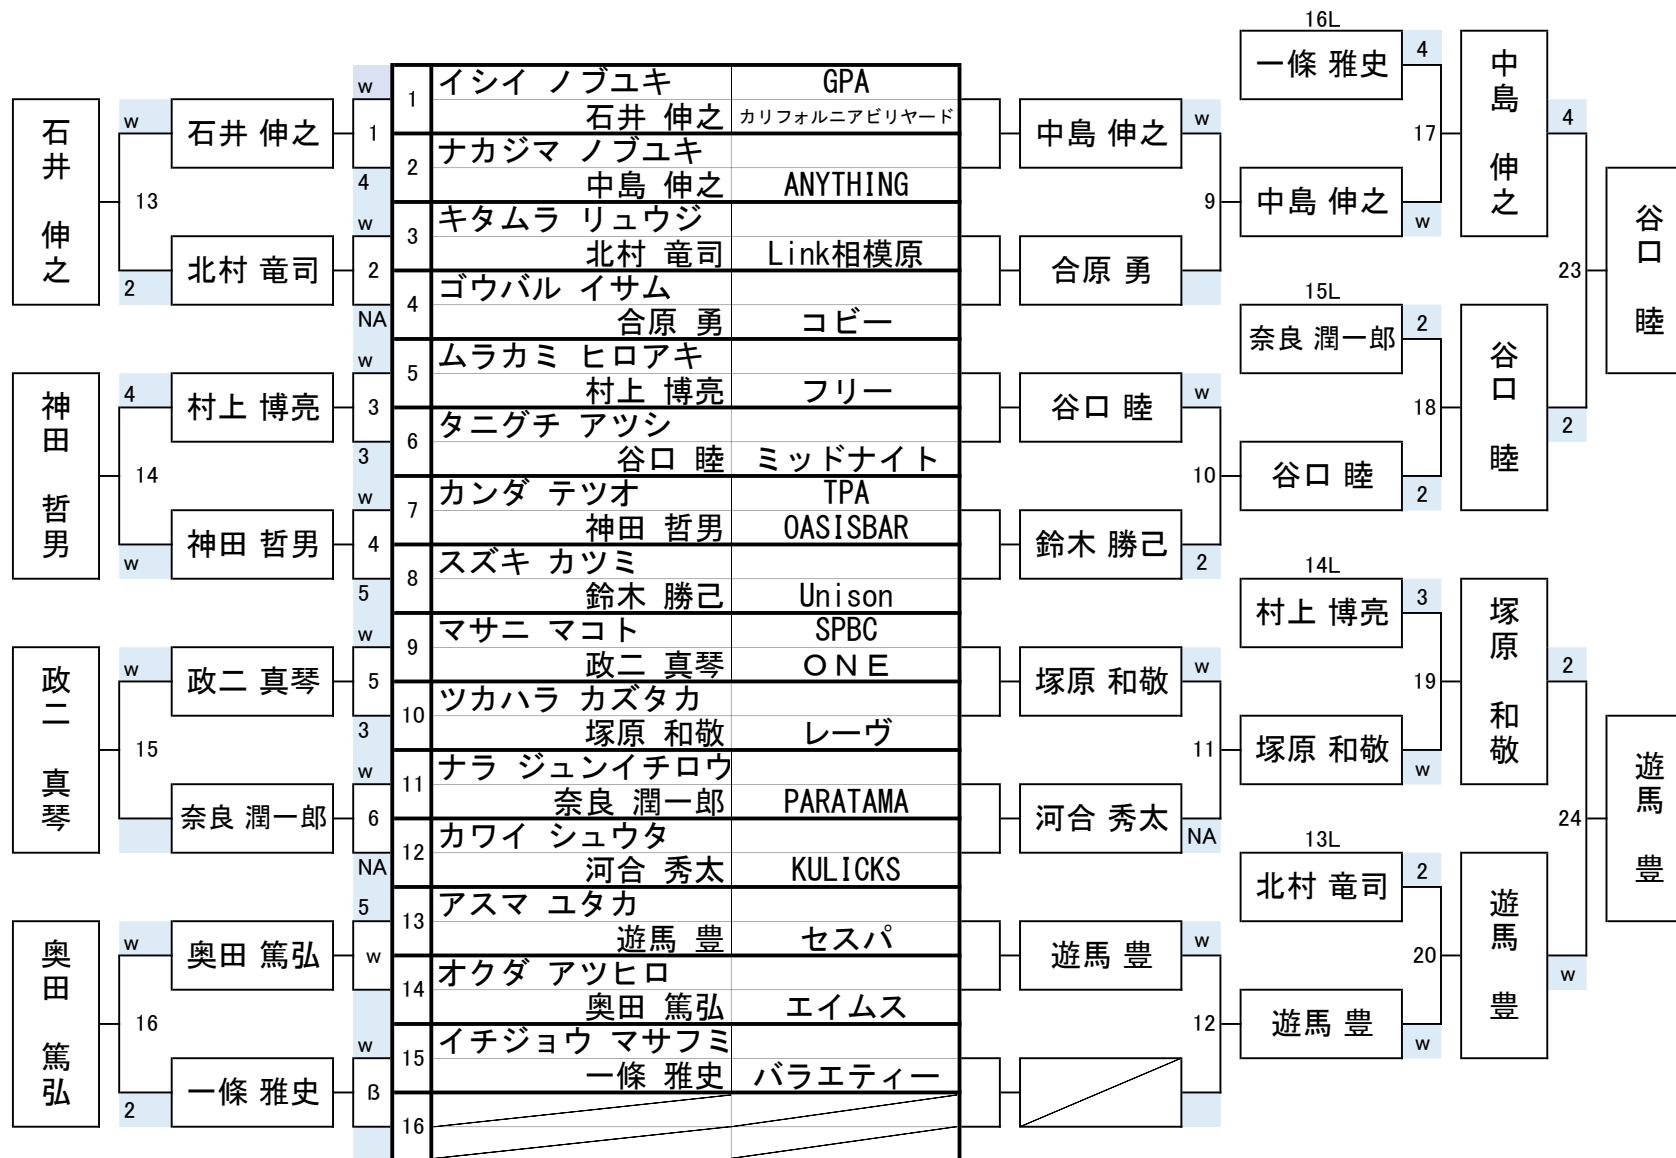 石井 伸之
w
13
2
石井 伸之
北村 竜司
w
1
4
w
2
NA
神田 哲男
4
14
w
村上 博亮
神田 哲男
w
3
3
w
4
5
政二 真琴
w
15
政二 真琴
奈良 潤一郎
w
5
3
w
6
NA
奥田 篤弘
w
16
2
奥田 篤弘
一條 雅史
5
w
w
ß
1 イシイ ノブユキ GPA
石井 伸之 カリフォルニアビリヤード
2 ナカジマ ノブユキ
中島 伸之 ANYTHING
3 キタムラ リュウジ
北村 竜司 Link相模原
4 ゴウバル イサム
合原 勇 コビー
5 ムラカミ ヒロアキ
村上 博亮 フリー
6 タニグチ アツシ
谷口 睦 ミッドナイト
7 カンダ テツオ TPA
神田 哲男 OASISBAR
8 スズキ カツミ
鈴木 勝己 Unison
9 マサニ マコト SPBC
政二 真琴 ＯＮＥ
10 ツカハラ カズタカ
塚原 和敬 レーヴ
11 ナラ ジュンイチロウ
奈良 潤一郎 PARATAMA
12 カワイ シュウタ
河合 秀太 KULICKS
13 アスマ ユタカ
遊馬 豊 セスパ
14 オクダ アツヒロ
奥田 篤弘 エイムス
15 イチジョウ マサフミ
一條 雅史 バラエティー
16
中島 伸之
w
9
合原 勇
谷口 睦
w
10
鈴木 勝己
2
塚原 和敬
w
11
河合 秀太
NA
遊馬 豊
w
12
16L
一條 雅史
4
17
中島 伸之
w
15L
奈良 潤一郎
2
18
谷口 睦
2
14L
村上 博亮
3
19
塚原 和敬
w
13L
北村 竜司
2
20
遊馬 豊
w
中島 伸之
4
23
谷口 睦
2
塚原 和敬
2
24
遊馬 豊
w
谷口 睦
遊馬 豊